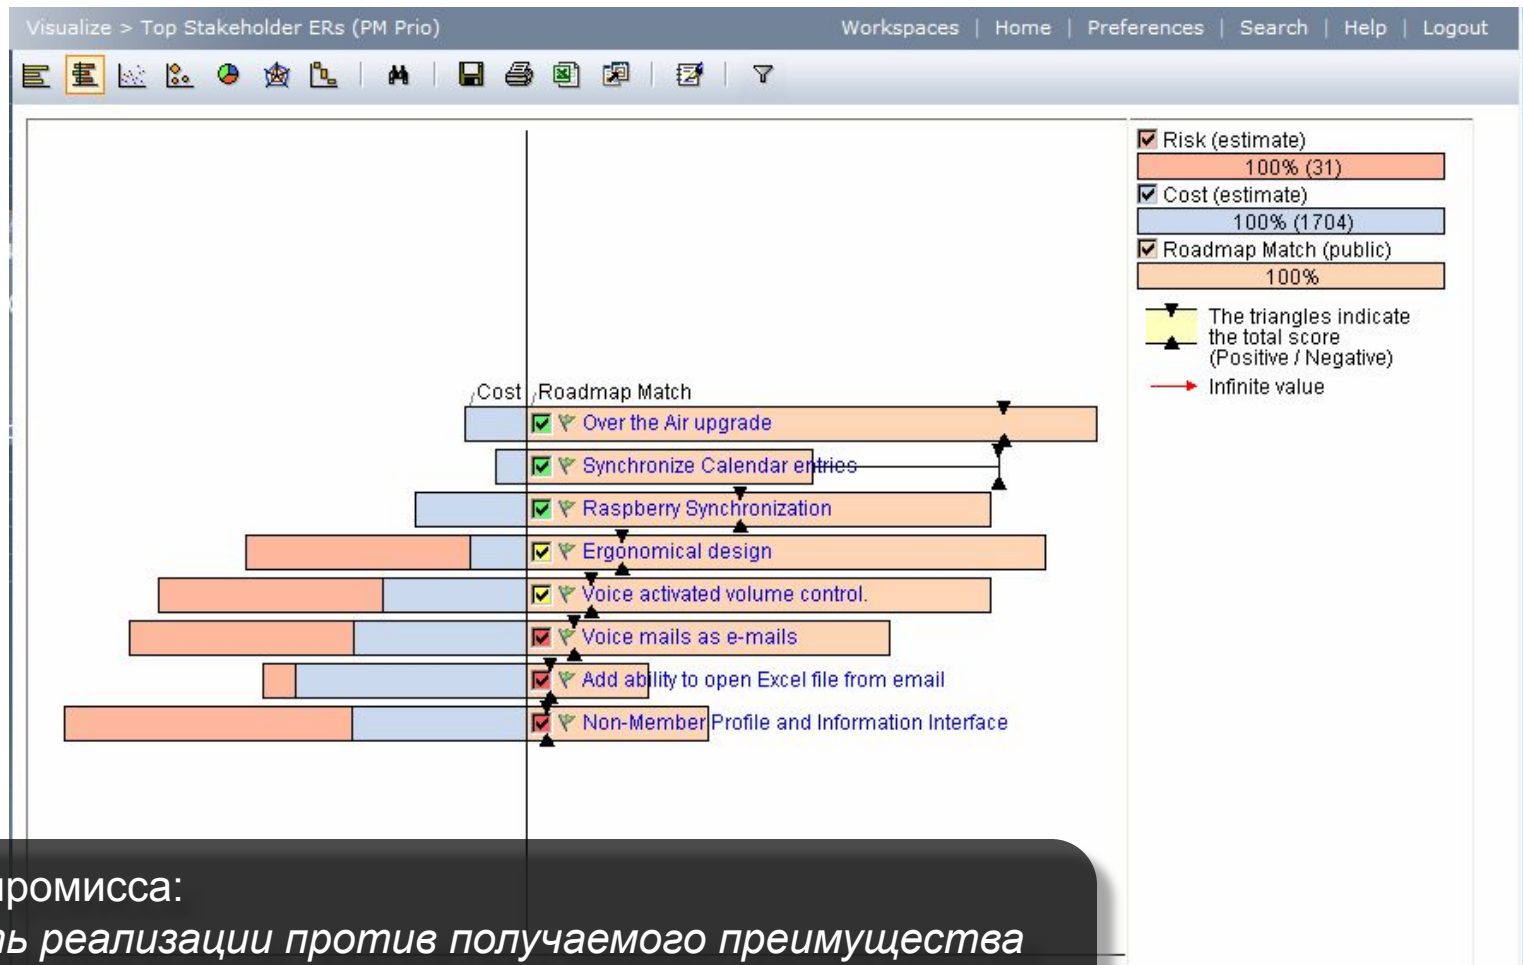 Visualize > Top Stakeholder ERs (PM Prio)
Workspaces | Home | Preferences | Search | Help | Logout
Risk (estimate)
100% (31)
Cost (estimate)
100% (1704)
Roadmap Match (public)
100%
The triangles indicate
the total score
(Positive / Negative)
Infinite value
Cost Roadmap Match
Over the Air upgrade
Synchronize Calendar entries
Raspberry Synchronization
Ergonomical design
Voice activated volume control.
Voice mails as e-mails
Add ability to open Excel file from email
Non-Member Profile and Information Interface
промисса:
ть реализации против получаемого преимущества